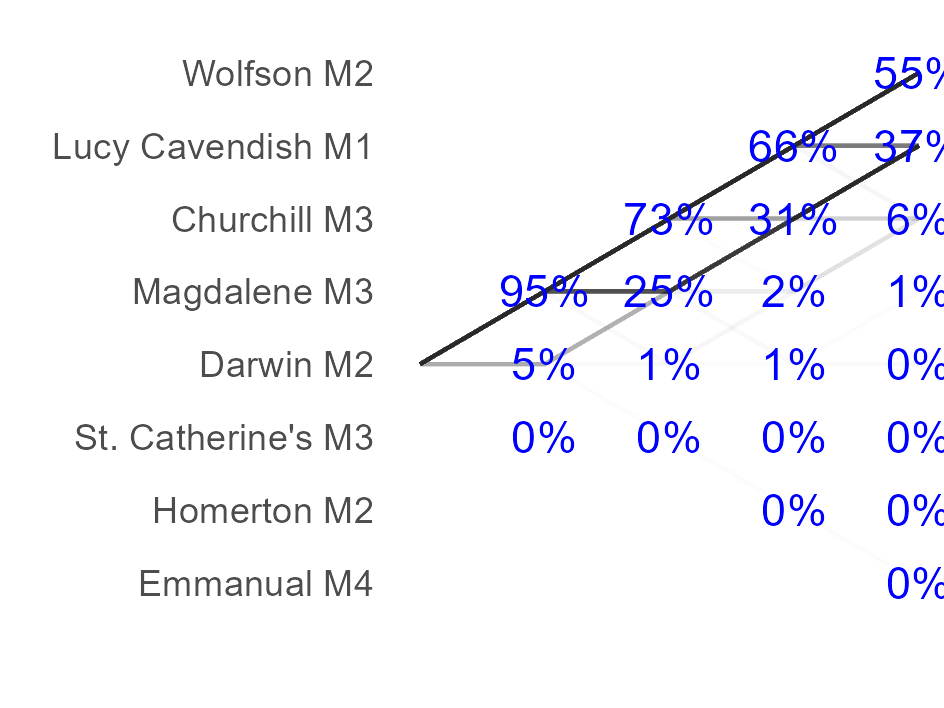 Wolfson M2 55%
Lucy Cavendish M1 66% 37%
Churchill M3 73% 31% 6%
Magdalene M3 95% 25% 2% 1%
Darwin M2 5% 1% 1% 0%
St. Catherine's M3 0% 0% 0% 0%
Homerton M2 0% 0%
Emmanual M4 0%